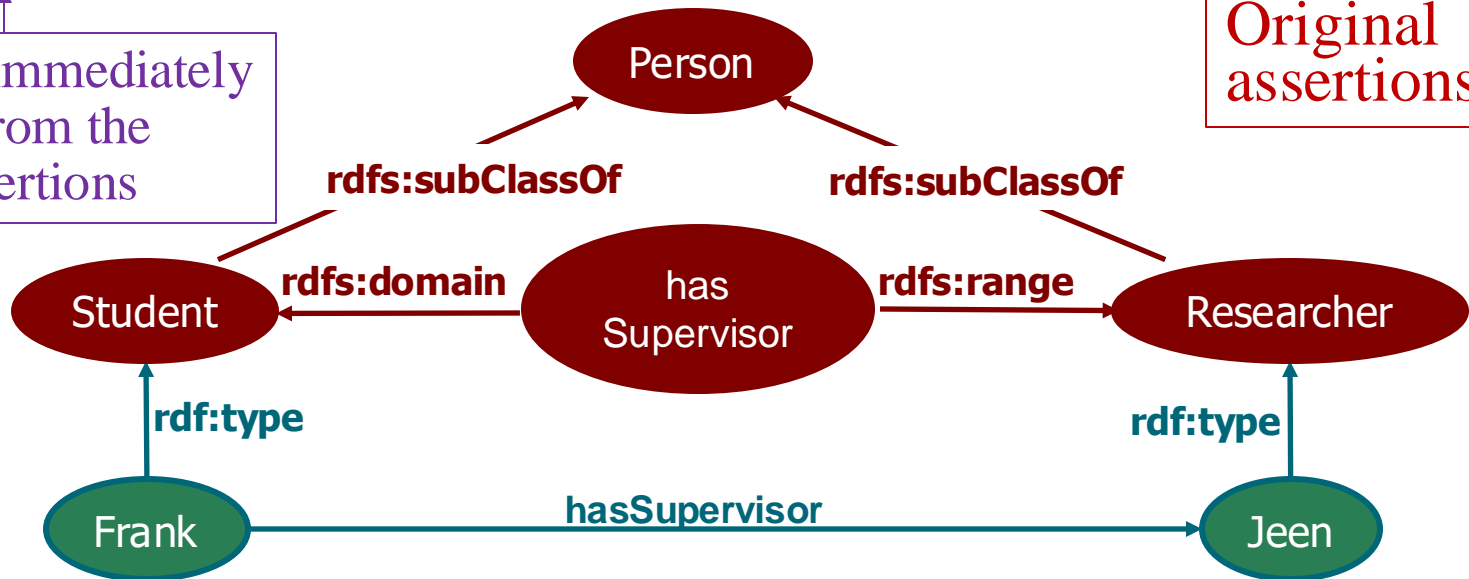 immediately
rom the
ertions
Original
assertions
Person
rdfs:subClassOf
rdfs:subClassOf
rdfs:domain
has
Supervisor
rdfs:range
Student
Researcher
rdf:type
rdf:type
Frank
hasSupervisor
Jeen